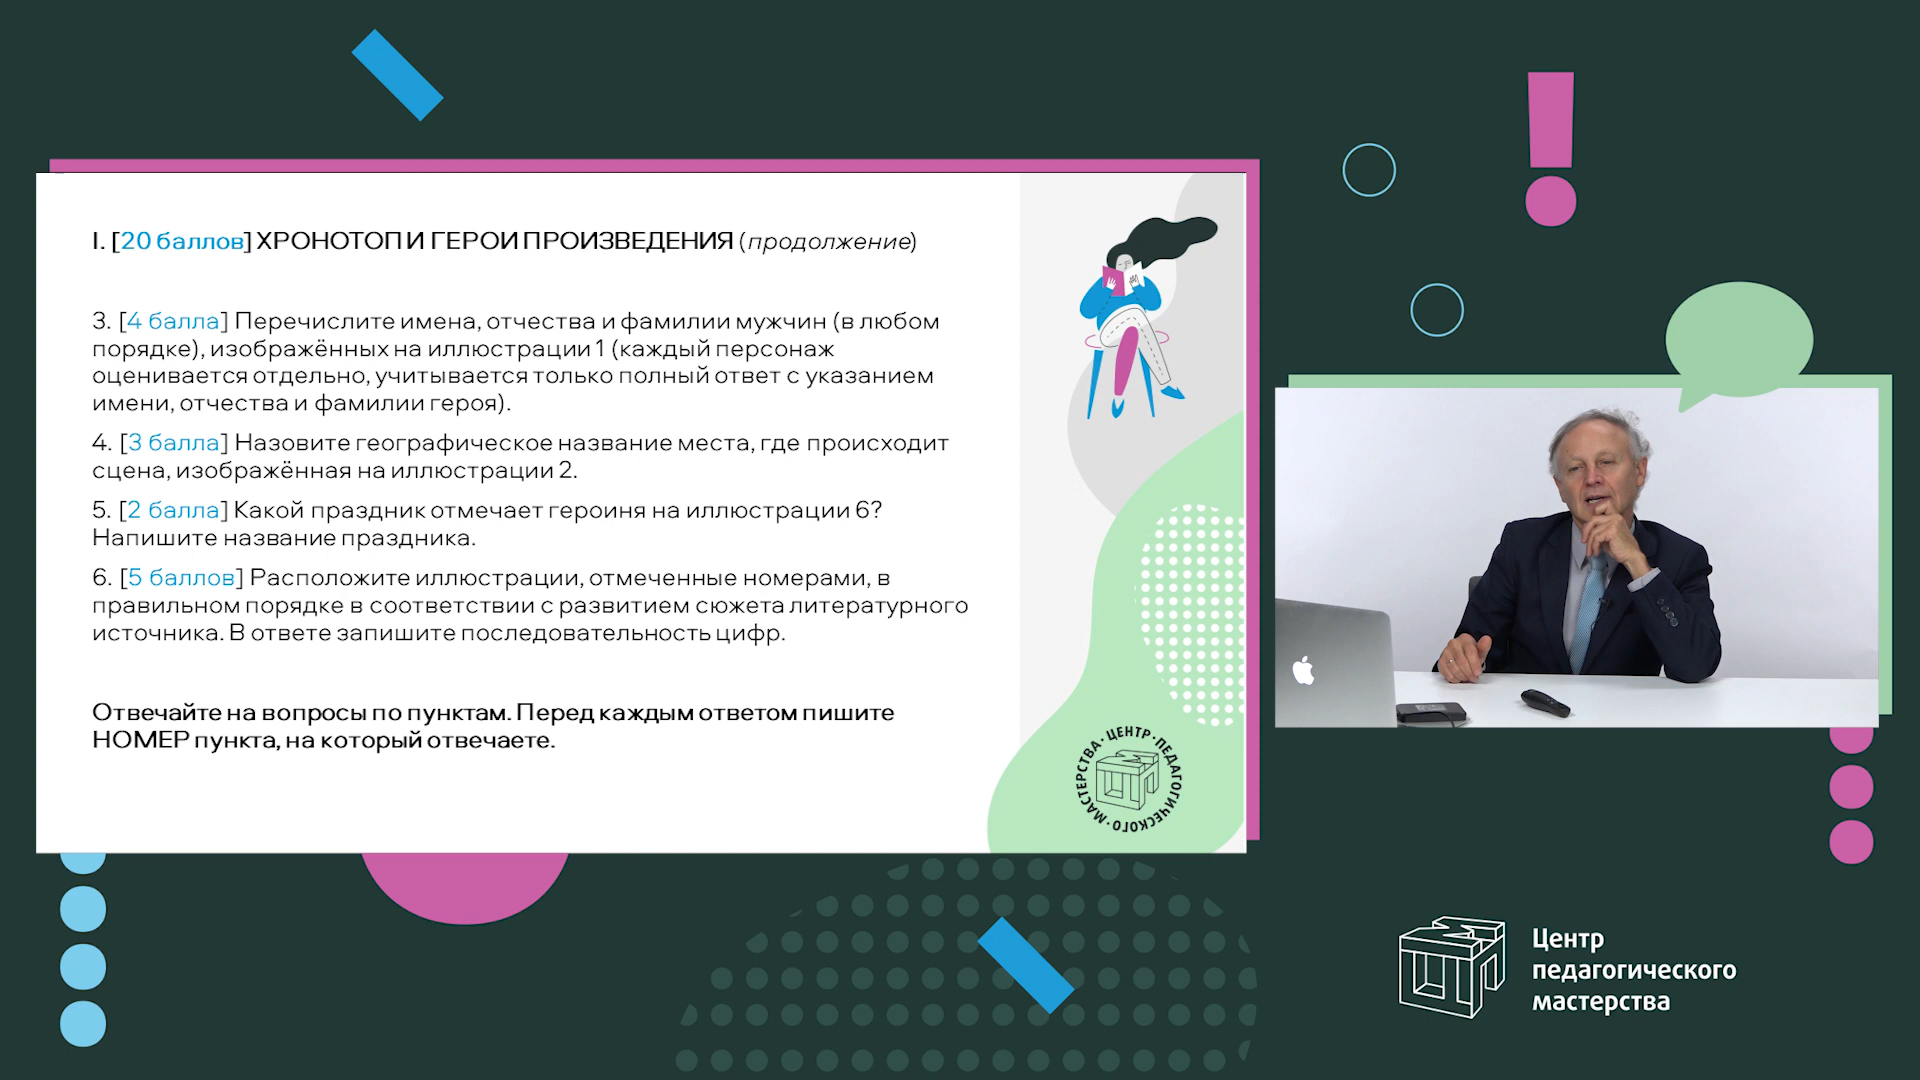 I. [20 баллов] ХРОНОТОП И ГЕРОИ ПРОИЗВЕДЕНИЯ (продолжение)
3. [4 балла] Перечислите имена, отчества и фамилии мужчин (в любом
порядке), изображённых на иллюстрации 1 (каждый персонаж
оценивается отдельно, учитывается только полный ответ с указанием
имени, отчества и фамилии героя).
4. [3 балла] Назовите географическое название места, где происходит
сцена, изображённая на иллюстрации 2.
5. [2 балла] Какой праздник отмечает героиня на иллюстрации 6?
Напишите название праздника.
6. [5 баллов] Расположите иллюстрации, отмеченные номерами, в
правильном порядке в соответствии с развитием сюжета литературного
источника. В ответе запишите последовательность цифр.
Отвечайте на вопросы по пунктам. Перед каждым ответом пишите
НОМЕР пункта, на который отвечаете.
ЦЕНТР · ПЕДАГОГИЧЕСКОГО · МАСТЕРСТВА ·
Центр
педагогического
мастерства